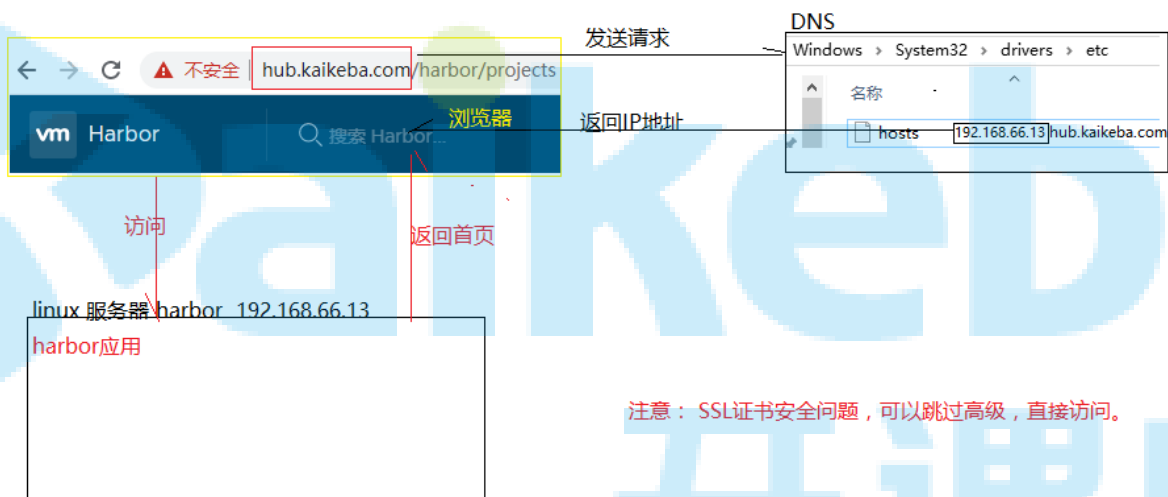 DNS
发送请求
Windows › System32 › drivers › etc
不安全 | hub.kaikeba.com/harbor/projects
名称
vm Harbor
搜索 Harbor...
浏览器
返回IP地址
hosts 192.168.66.13 hub.kaikeba.com
访问
返回首页
linux 服务器 harbor 192.168.66.13
harbor应用
注意： SSL证书安全问题，可以跳过高级，直接访问。
aikeb